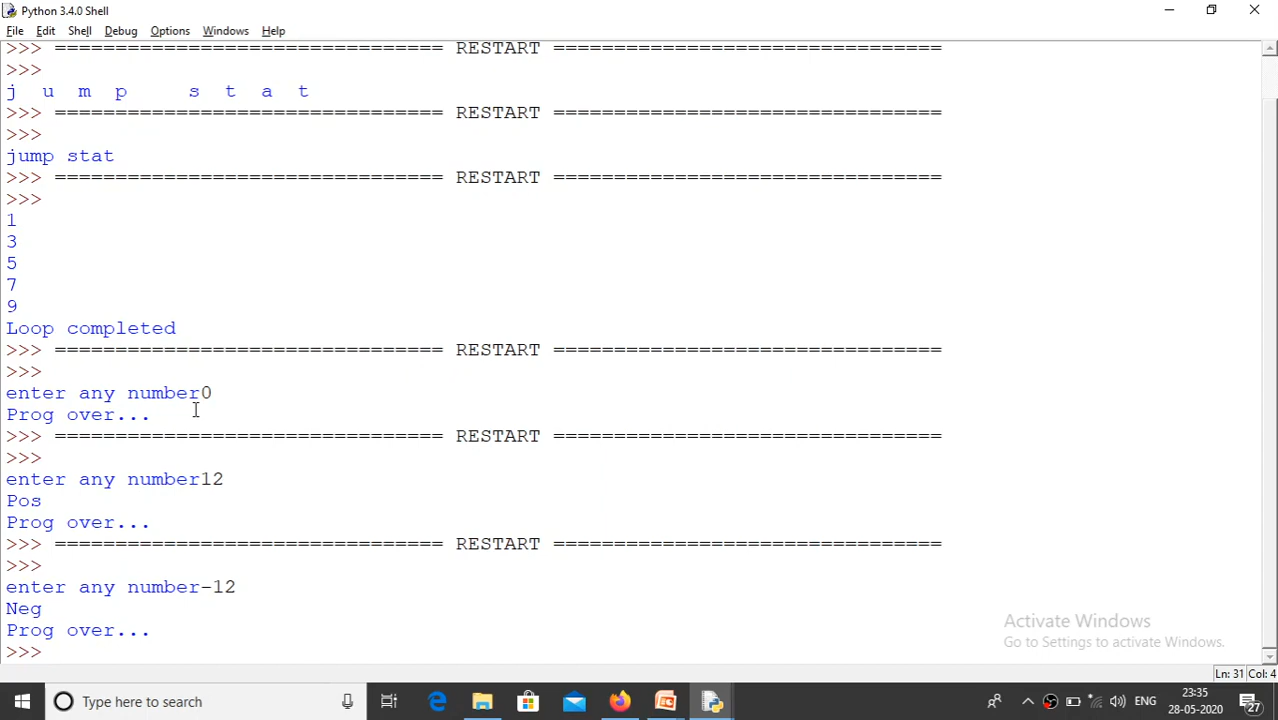 Python 3.4.0 Shell
File Edit Shell Debug Options Windows Help
>>> ================================ RESTART ================================
>>>
j u m p  s t a t
>>> ================================ RESTART ================================
>>>
jump stat
>>> ================================ RESTART ================================
>>>
1
3
5
7
9
Loop completed
>>> ================================ RESTART ================================
>>>
enter any number0
Prog over...
>>> ================================ RESTART ================================
>>>
enter any number12
Pos
Prog over...
>>> ================================ RESTART ================================
>>>
enter any number-12
Neg
Prog over...
>>>
Activate Windows
Go to Settings to activate Windows.
Ln: 31 Col: 4
Type here to search
ENG
23:35
28-05-2020
27